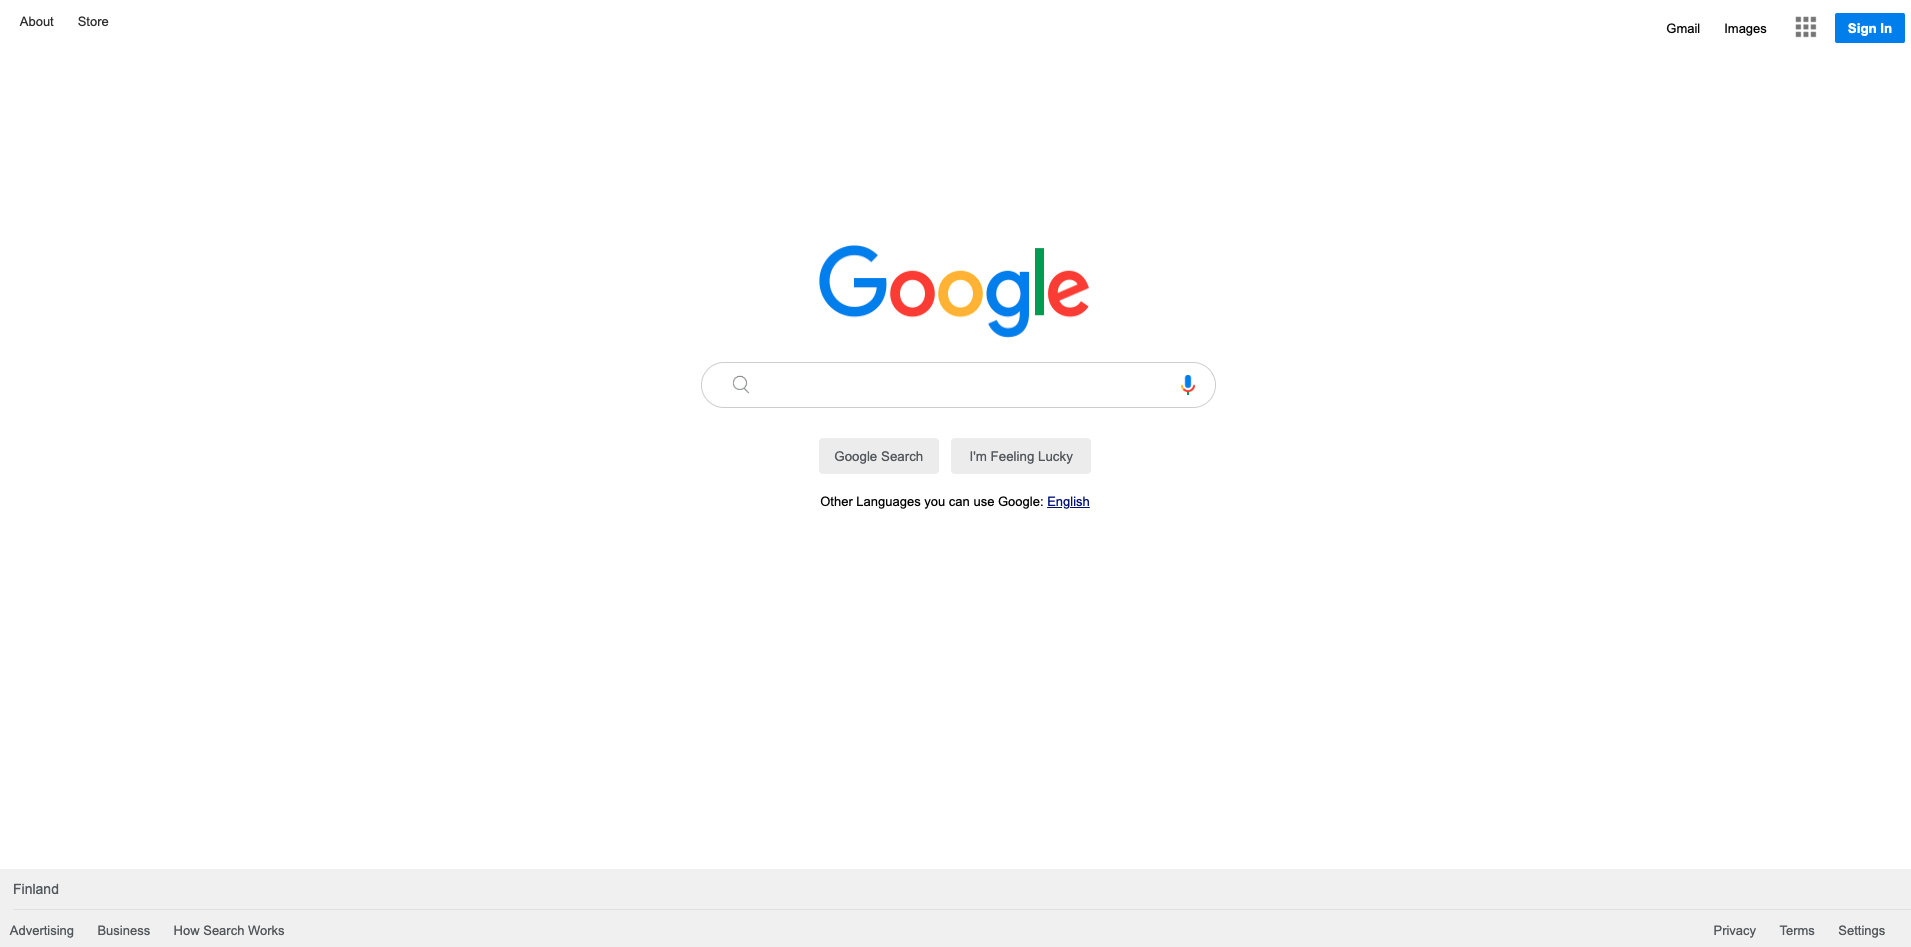 About Store
Gmail Images Sign In
Google
Google Search I'm Feeling Lucky
Other Languages you can use Google: English
Finland
Advertising Business How Search Works
Privacy Terms Settings